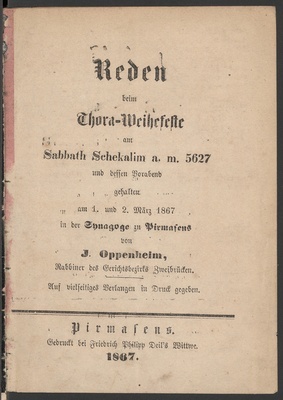 Reden
beim
Thora-Weihefeste
am
Sabbath Schekalim a. m. 5627
und dessen Vorabend
gehalten
am 1. und 2. März 1867
in der Synagoge zu Pirmasens
von
J. Oppenheim,
Rabbiner des Gerichtsbezirks Zweibrücken.
Auf vielseitiges Verlangen in Druck gegeben.
Pirmasens.
Gedruckt bei Friedrich Philipp Deil's Wittwe.
1867.